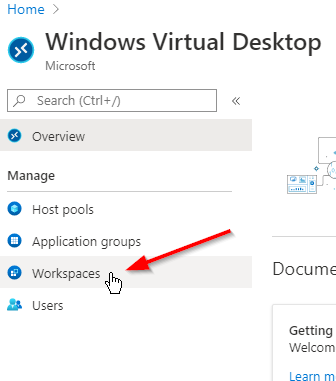 Home >
Windows Virtual Desktop
Microsoft
Search (Ctrl+/)
«
Overview
Manage
Host pools
Application groups
Workspaces
Users
Docume
Getting
Welcom
Learn m